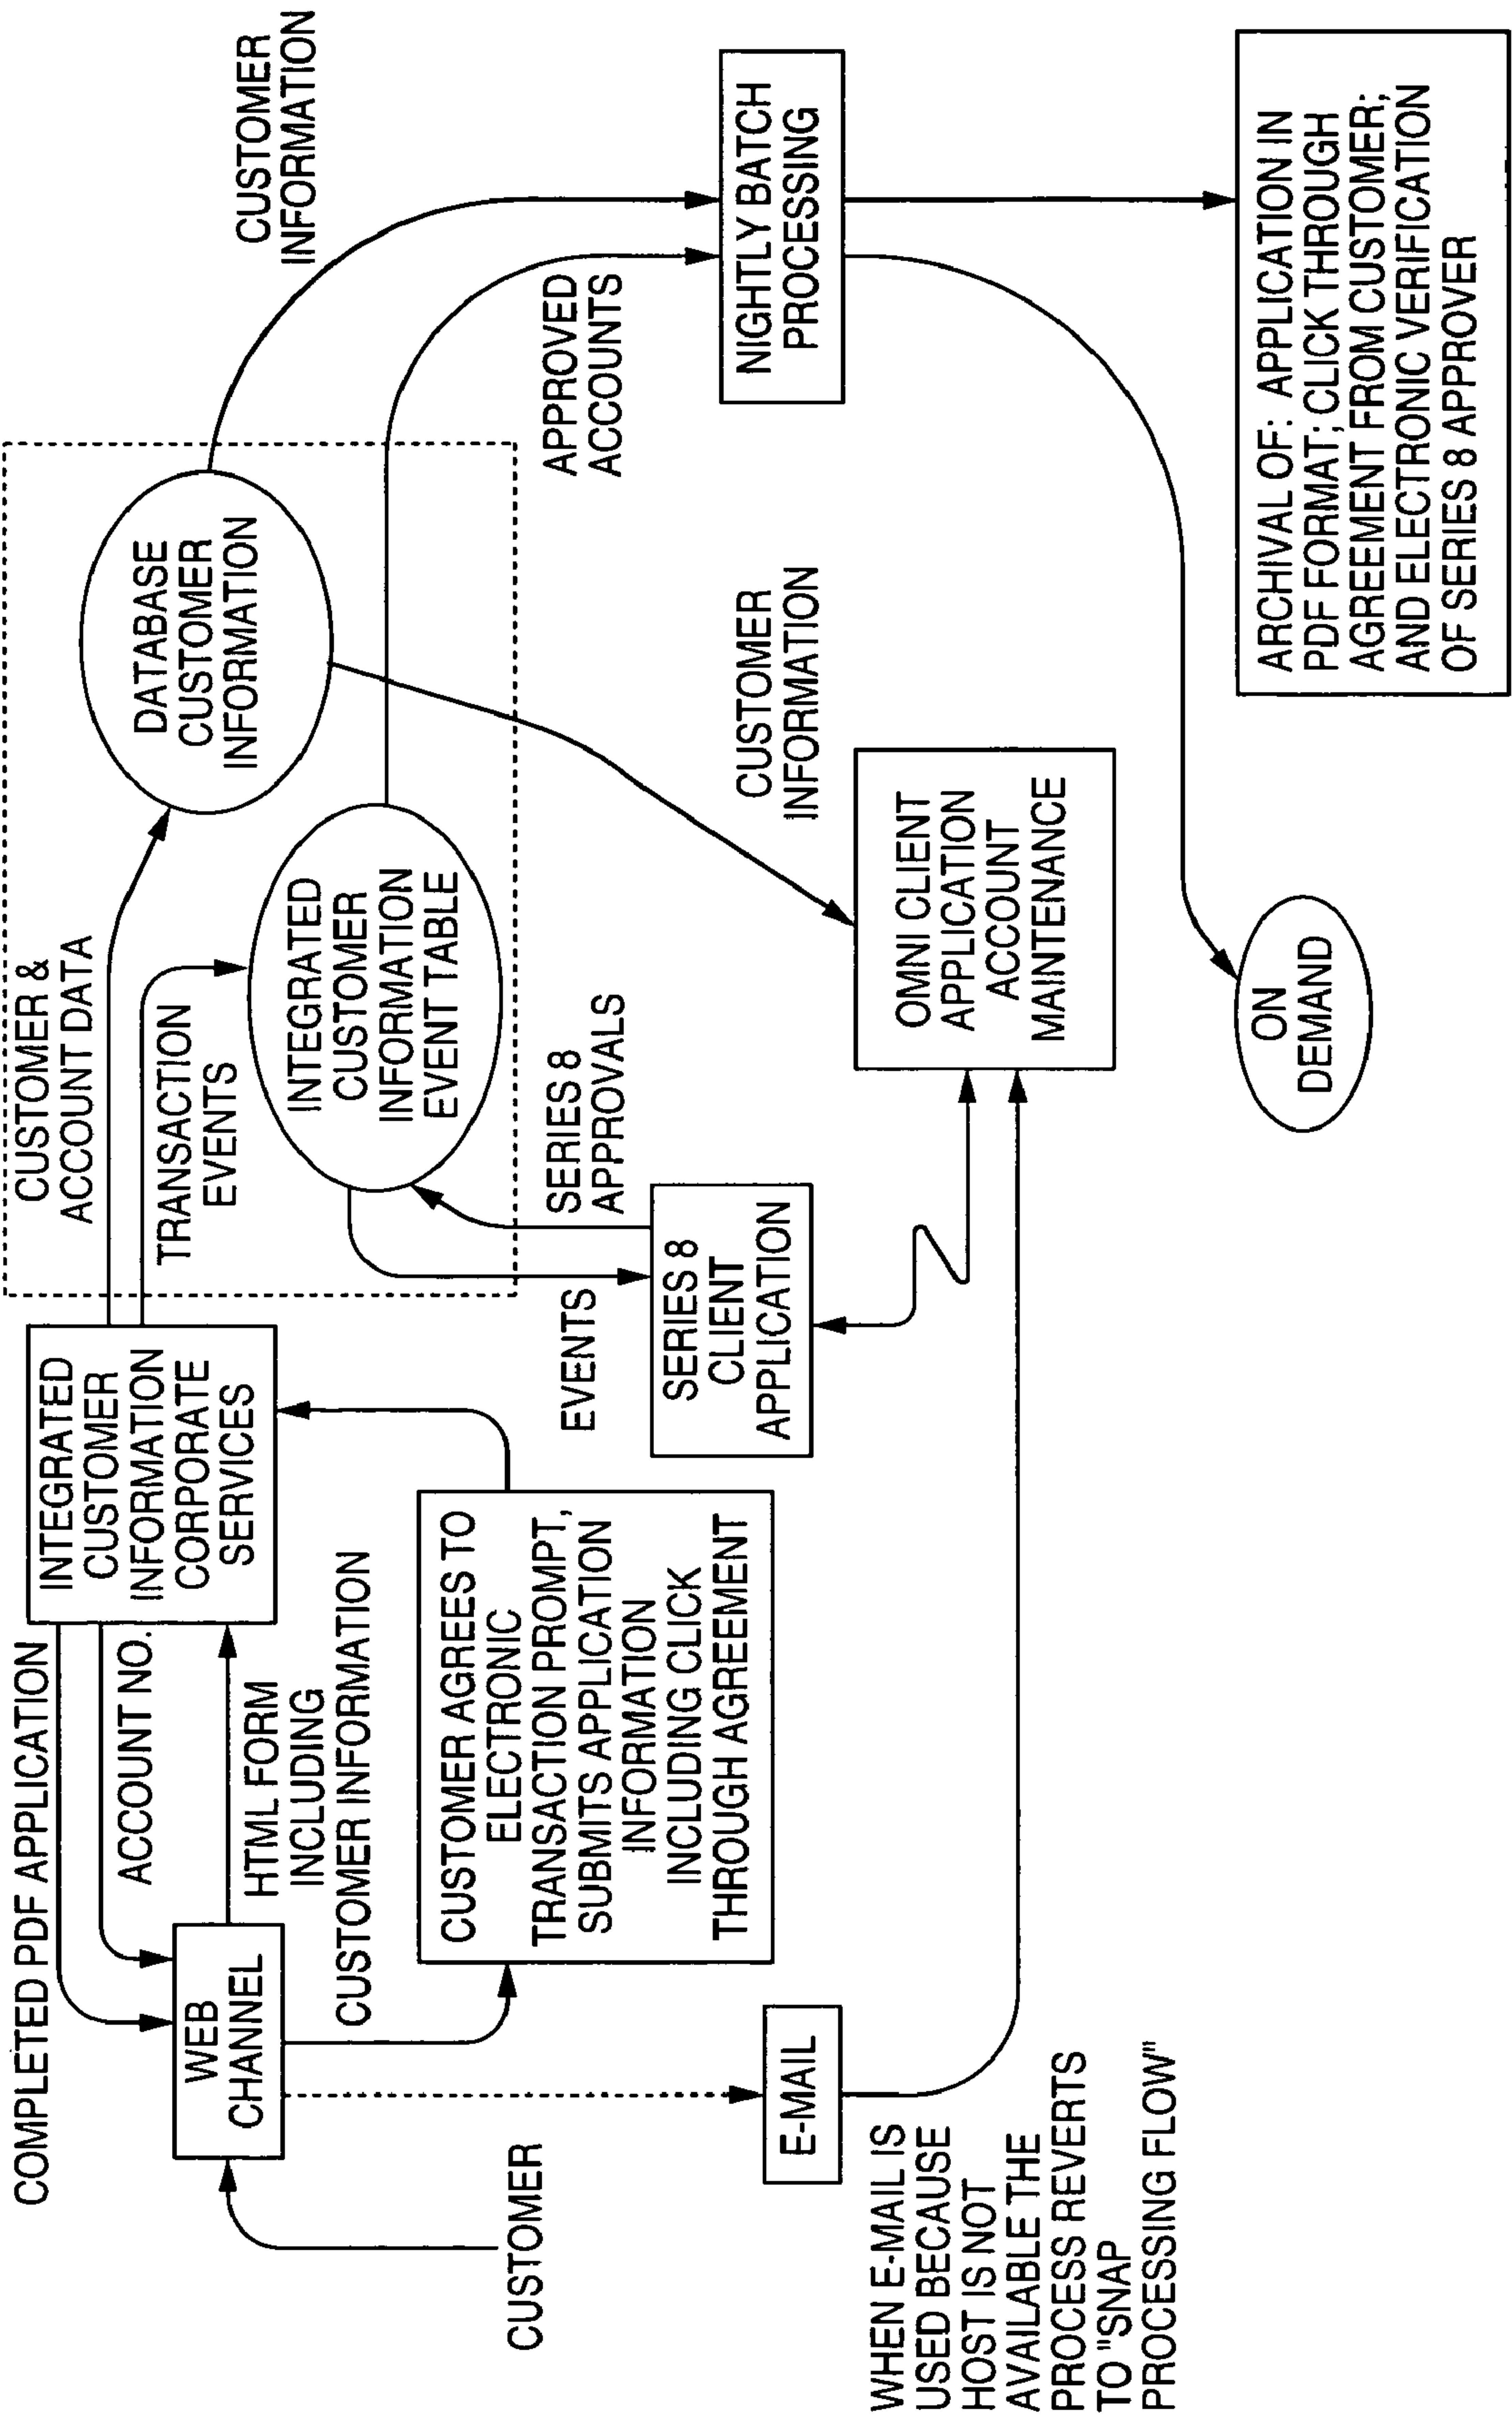 COMPLETED PDF APPLICATION
ACCOUNT NO.
HTML FORM
INCLUDING
CUSTOMER INFORMATION
WEB
CHANNEL
CUSTOMER
INTEGRATED
CUSTOMER
INFORMATION
CORPORATE
SERVICES
CUSTOMER AGREES TO
ELECTRONIC
TRANSACTION PROMPT,
SUBMITS APPLICATION
INFORMATION
INCLUDING CLICK
THROUGH AGREEMENT
E-MAIL
WHEN E-MAIL IS
USED BECAUSE
HOST IS NOT
AVAILABLE THE
PROCESS REVERTS
TO "SNAP
PROCESSING FLOW"
CUSTOMER &
ACCOUNT DATA
TRANSACTION
EVENTS
DATABASE
CUSTOMER
INFORMATION
INTEGRATED
CUSTOMER
INFORMATION
EVENT TABLE
EVENTS
SERIES 8
APPROVALS
SERIES 8
CLIENT
APPLICATION
CUSTOMER
INFORMATION
OMNI CLIENT
APPLICATION
ACCOUNT
MAINTENANCE
CUSTOMER
INFORMATION
APPROVED
ACCOUNTS
NIGHTLY BATCH
PROCESSING
ON
DEMAND
ARCHIVAL OF: APPLICATION IN
PDF FORMAT; CLICK THROUGH
AGREEMENT FROM CUSTOMER;
AND ELECTRONIC VERIFICATION
OF SERIES 8 APPROVER